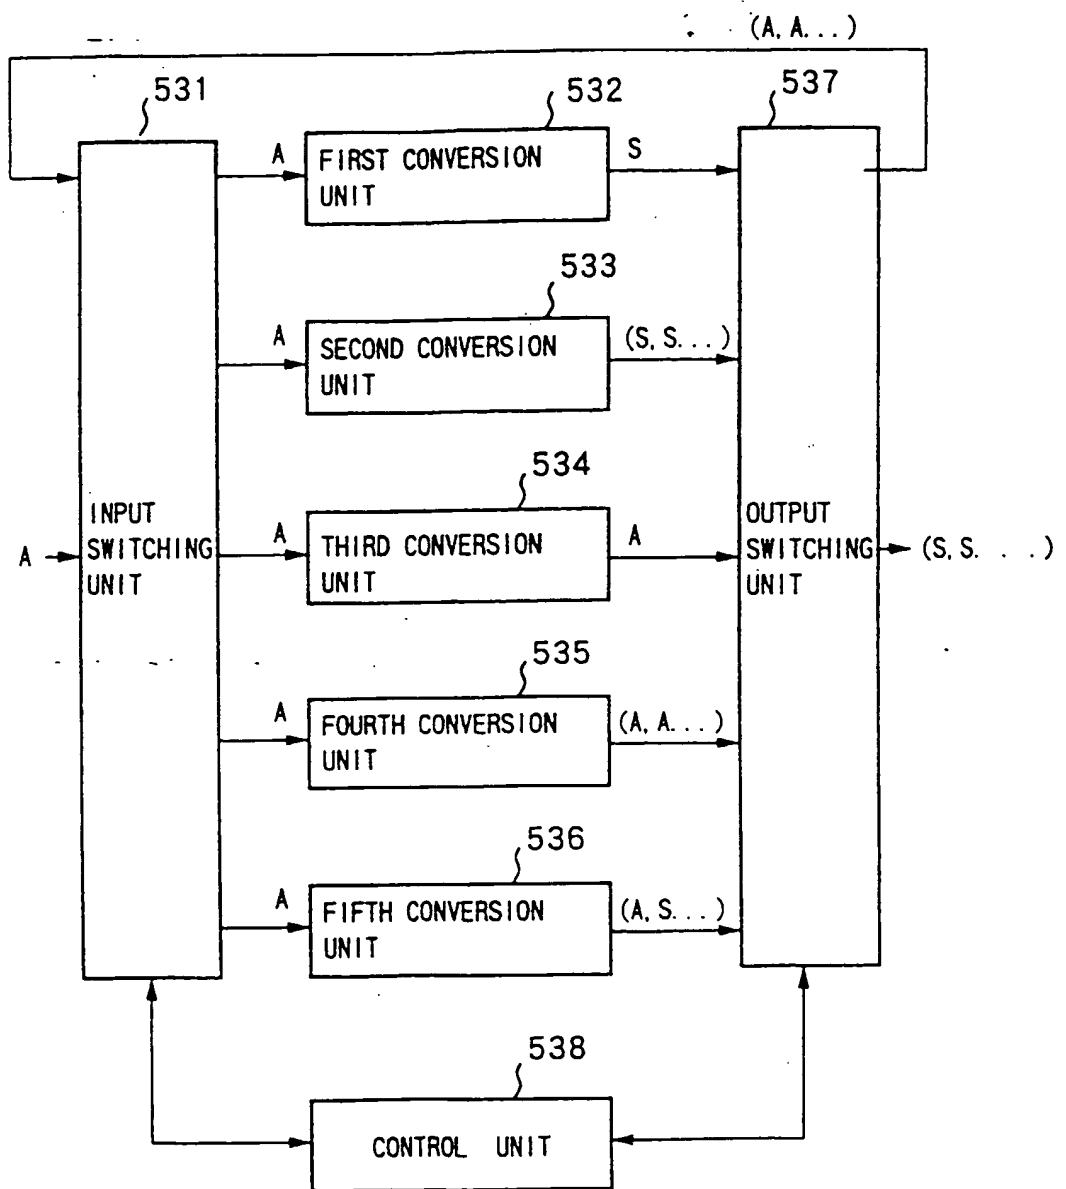 (A, A...)
531
532
537
A
FIRST CONVERSION
UNIT
S
533
A
SECOND CONVERSION
UNIT
(S, S...)
534
A
INPUT
SWITCHING
UNIT
A
THIRD CONVERSION
UNIT
A
OUTPUT
SWITCHING
UNIT
(S, S. . . .)
535
A
FOURTH CONVERSION
UNIT
(A, A...)
536
A
FIFTH CONVERSION
UNIT
(A, S...)
538
CONTROL UNIT